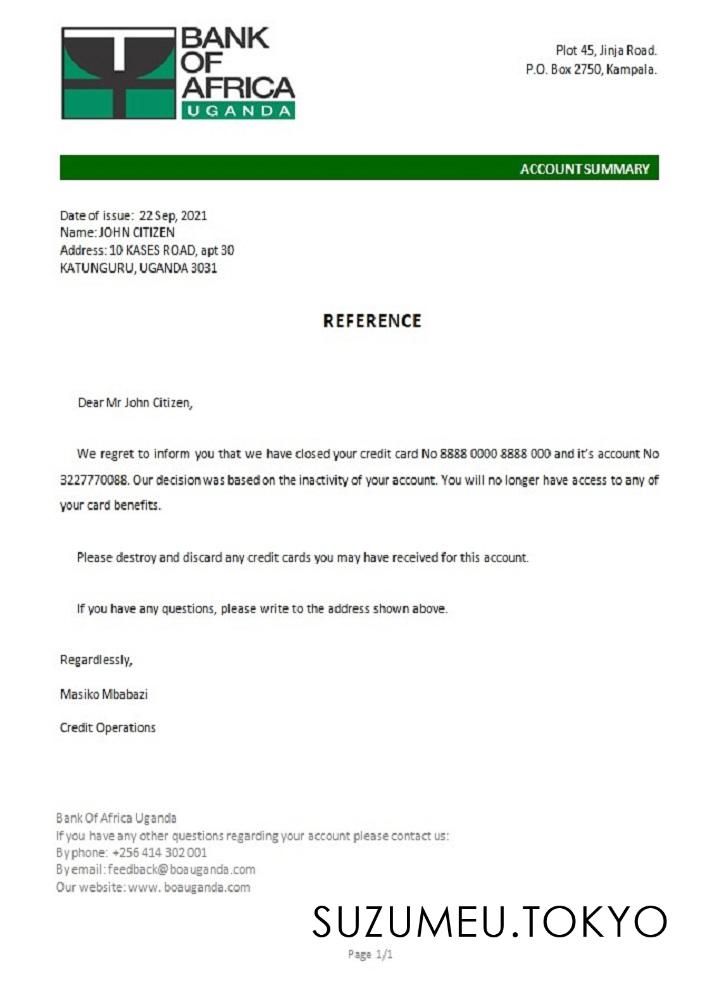 BANK
OF
AFRICA
UGANDA
Plot 45, Jinja Road.
P.O. Box 2750, Kampala.
ACCOUNT SUMMARY
Date of issue: 22 Sep, 2021
Name: JOHN CITIZEN
Address: 10 KASES ROAD, apt 30
KATUNGURU, UGANDA 3031
REFERENCE
Dear Mr John Citizen,
We regret to inform you that we have closed your credit card No 8888 0000 8888 000 and it's account No
3227770088. Our decision was based on the inactivity of your account. You will no longer have access to any of
your card benefits.
Please destroy and discard any credit cards you may have received for this account.
If you have any questions, please write to the address shown above.
Regardlessly,
Masiko Mbabazi
Credit Operations
Bank Of Africa Uganda
If you have any other questions regarding your account please contact us:
By phone: +256 414 302 001
By email: feedback@boauganda.com
Our website: www. boauganda.com
SUZUMEU.TOKYO
Page 1/1